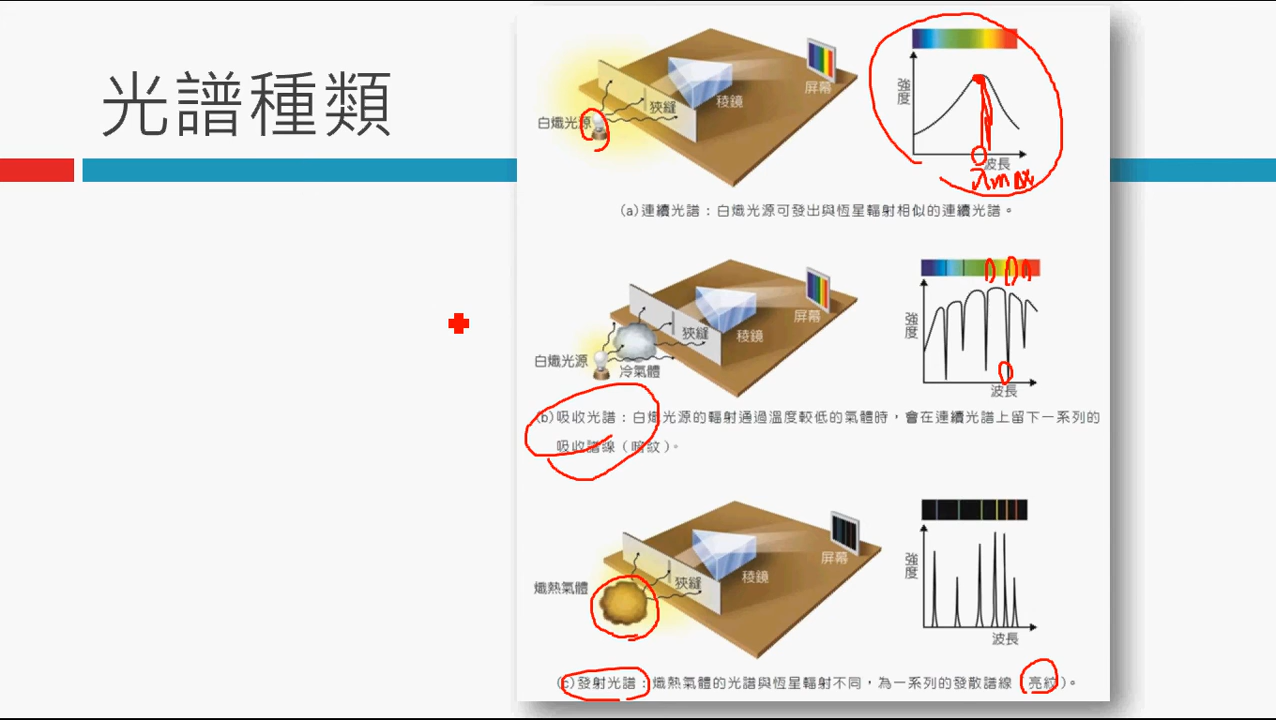 光譜種類
白熾光源
狹縫
稜鏡
屏幕
強度
波長
λm
(a)連續光譜：白熾光源可發出與恆星輻射相似的連續光譜。
白熾光源
冷氣體
狹縫
稜鏡
屏幕
強度
波長
(b)吸收光譜：白熾光源的輻射通過溫度較低的氣體時，會在連續光譜上留下一系列的
吸收譜線（暗紋）。
熾熱氣體
狹縫
稜鏡
屏幕
強度
波長
(c)發射光譜：熾熱氣體的光譜與恆星輻射不同，為一系列的發散譜線（亮紋）。